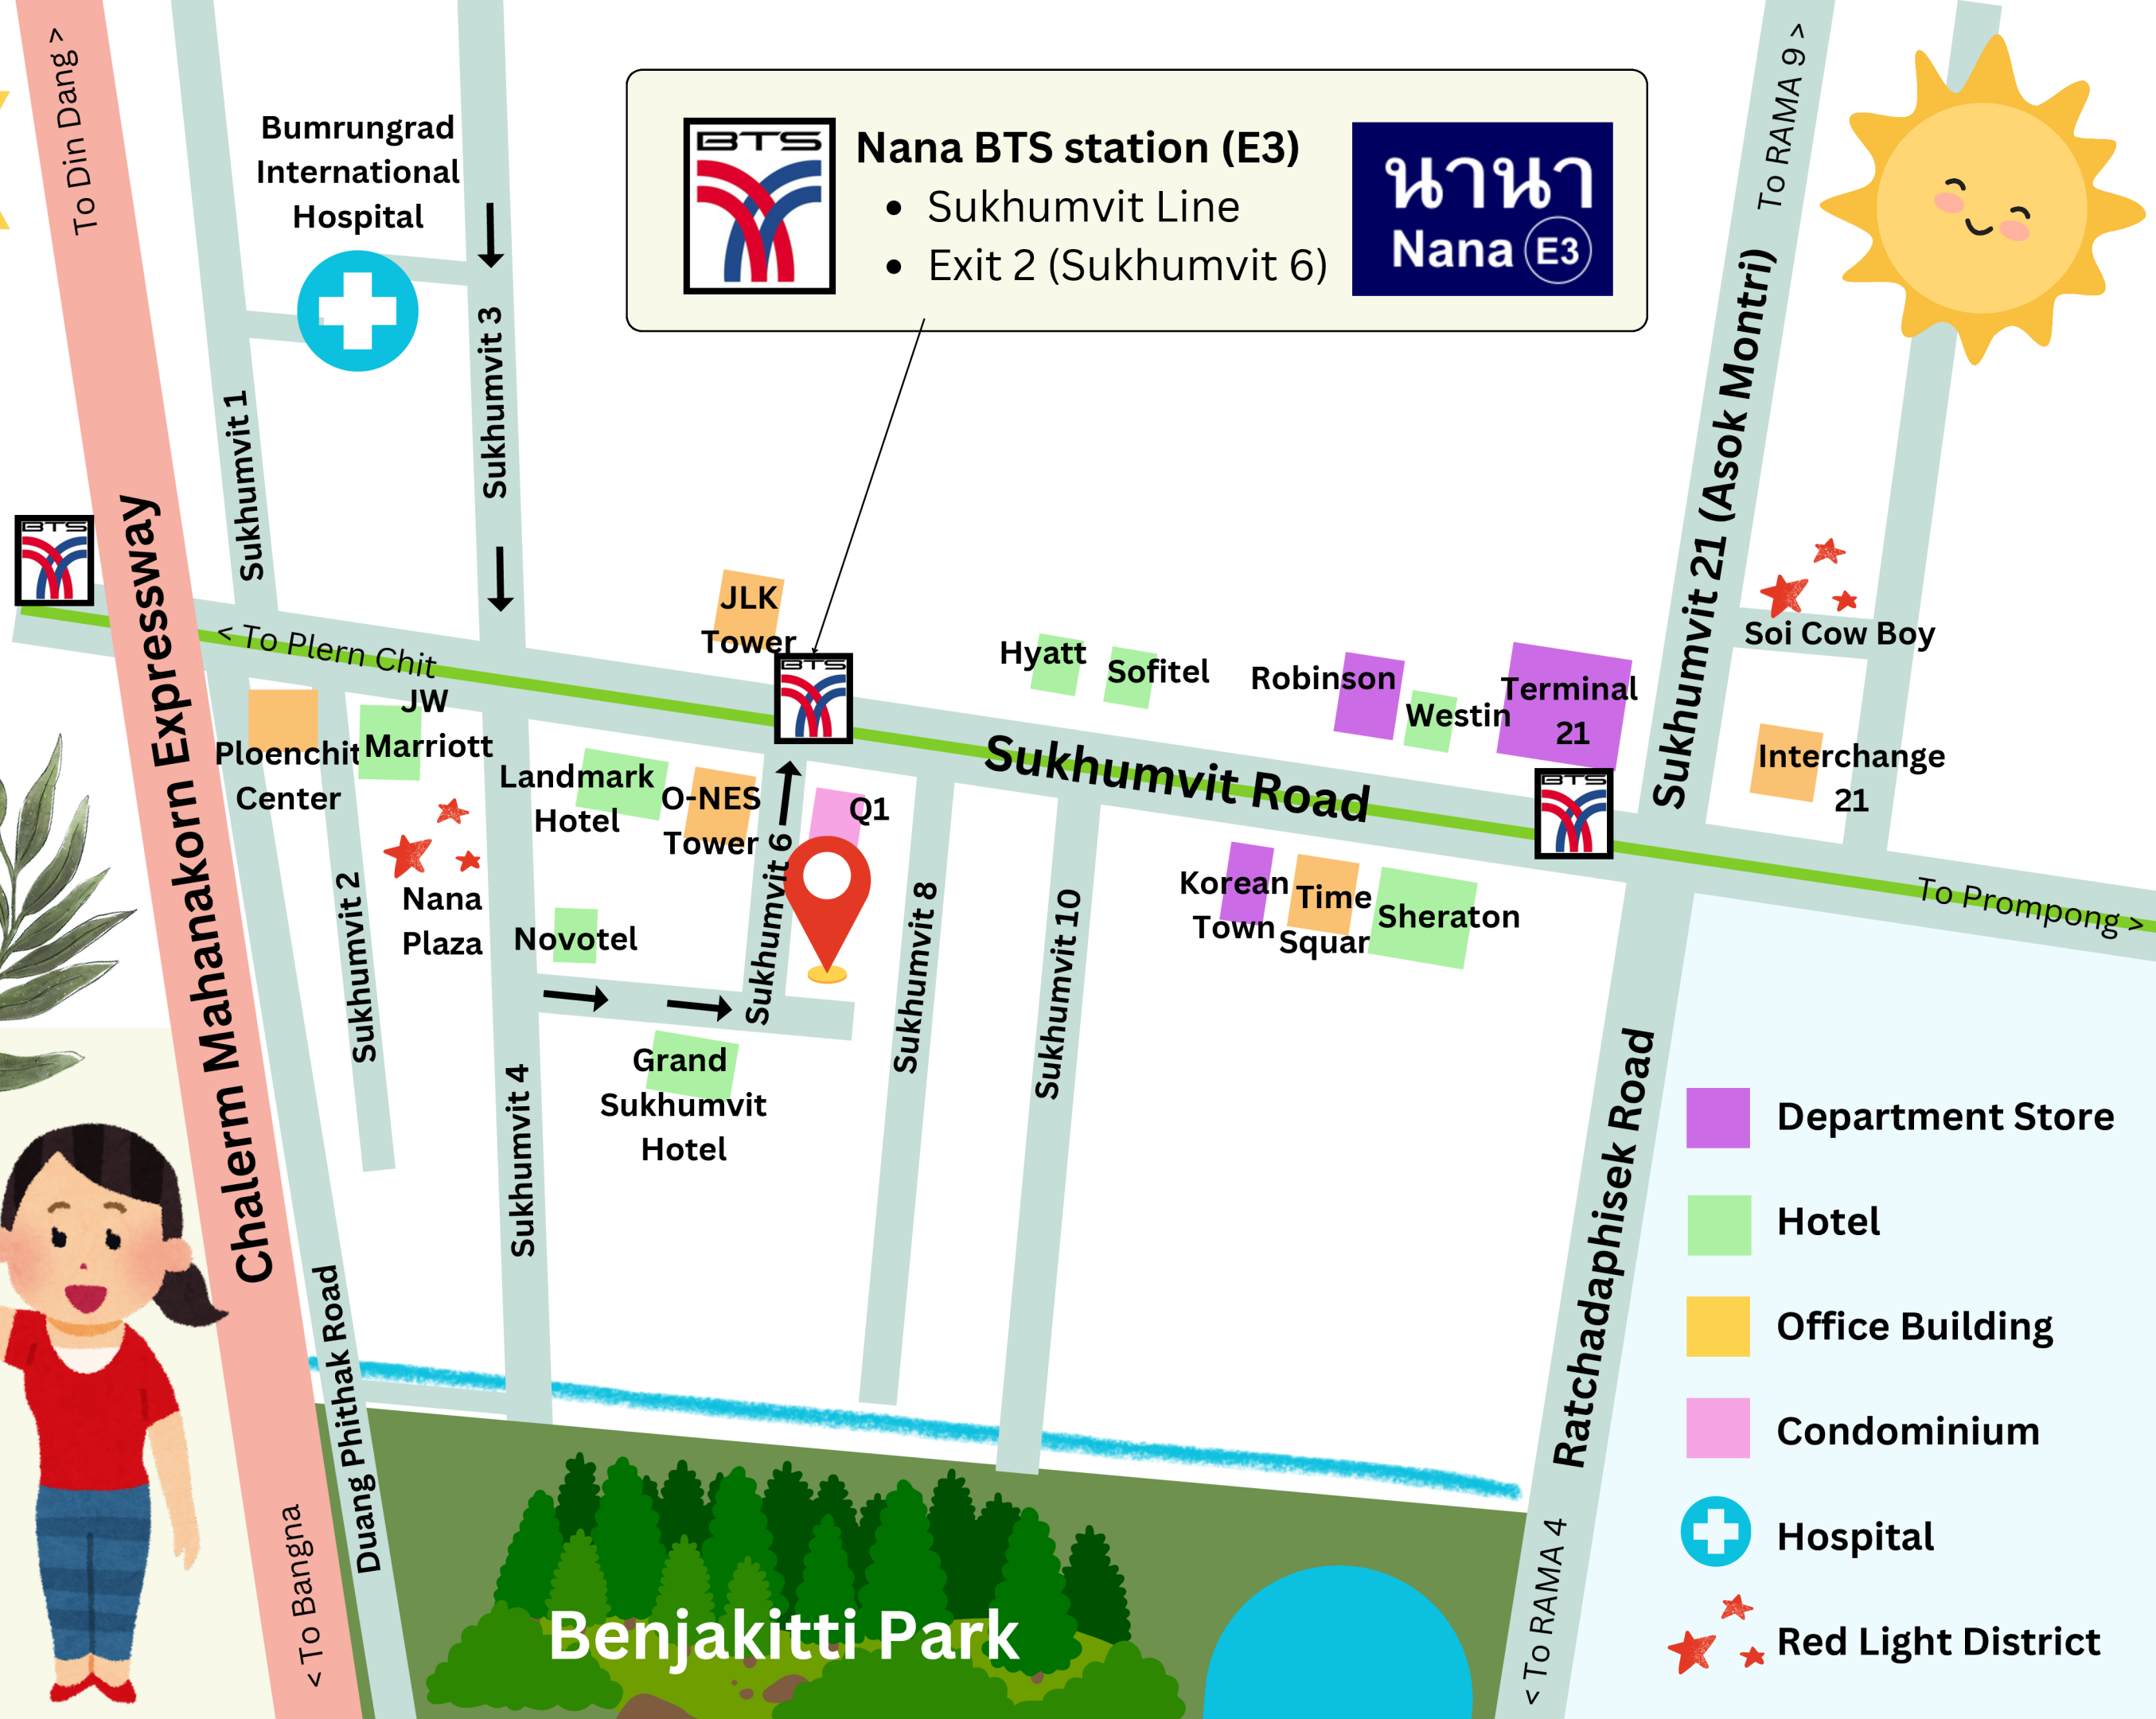 To Din Dang >
Bumrungrad
International
Hospital
BTS
Nana BTS station (E3)
• Sukhumvit Line
• Exit 2 (Sukhumvit 6)
นานา
Nana E3
To RAMA 9 >
Sukhumvit 1
Sukhumvit 3
Sukhumvit 21 (Asok Montri)
BTS
Chalerm Mahanakorn Expressway
< To Plern Chit
JLK
Tower
BTS
Hyatt
Sofitel
Robinson
Westin
Terminal
21
Soi Cow Boy
Interchange
21
Ploenchit
Center
JW
Marriott
Landmark
Hotel
O-NES
Tower
Q1
Sukhumvit Road
BTS
To Prompong >
Nana
Plaza
Novotel
Sukhumvit 2
Sukhumvit 4
Sukhumvit 6
Sukhumvit 8
Sukhumvit 10
Korean
Town
Time
Squar
Sheraton
Grand
Sukhumvit
Hotel
Ratchadaphisek Road
Duang Phithak Road
< To Bangna
Benjakitti Park
< To RAMA 4
Department Store
Hotel
Office Building
Condominium
Hospital
Red Light District